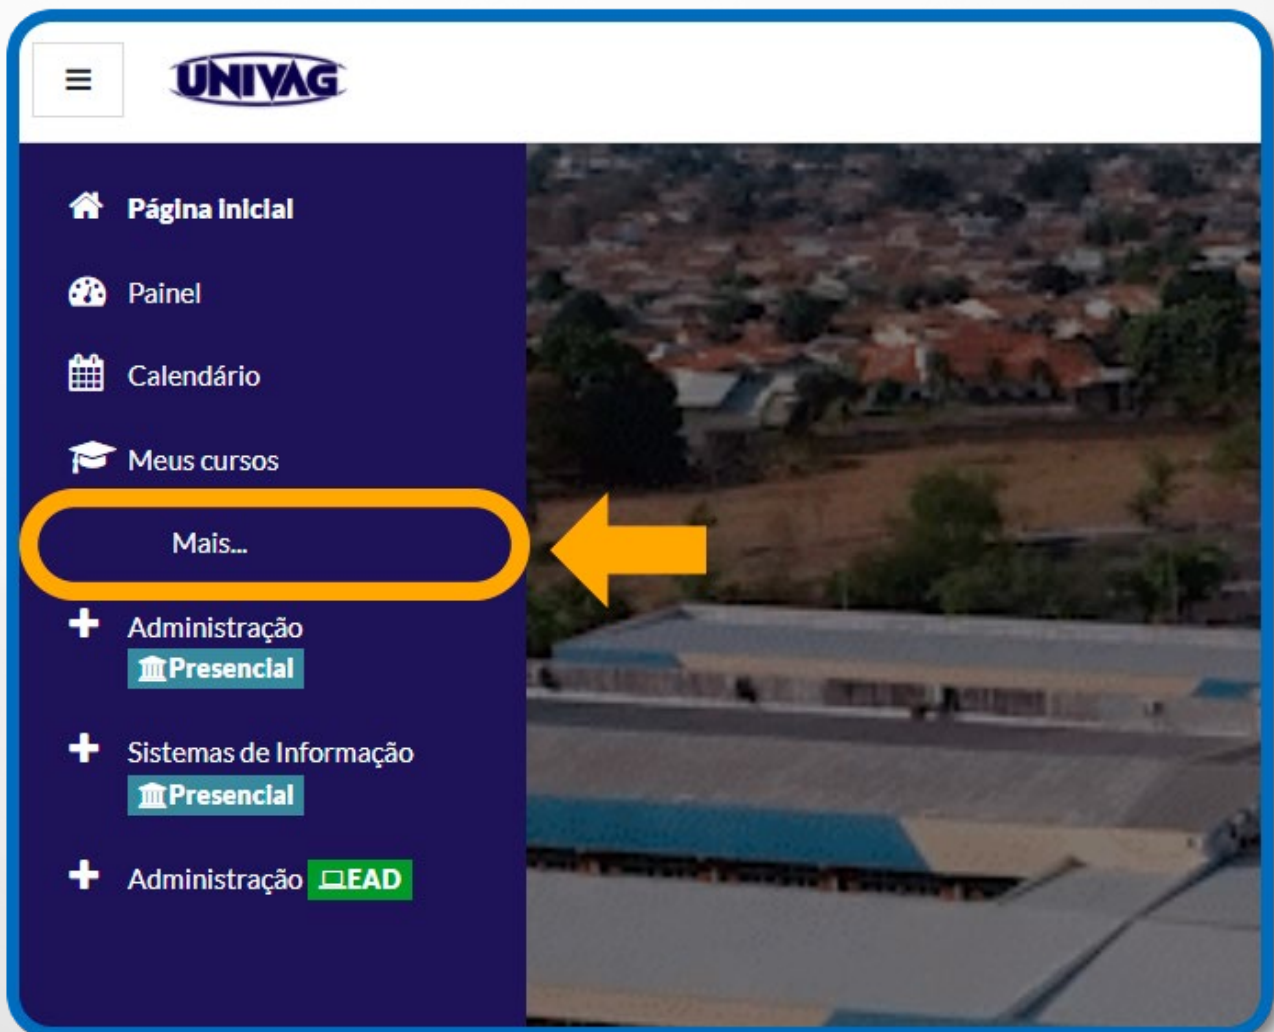 UNIVAG
Página inicial
Painel
Calendário
Meus cursos
Mais...
Administração
Presencial
Sistemas de Informação
Presencial
Administração EAD